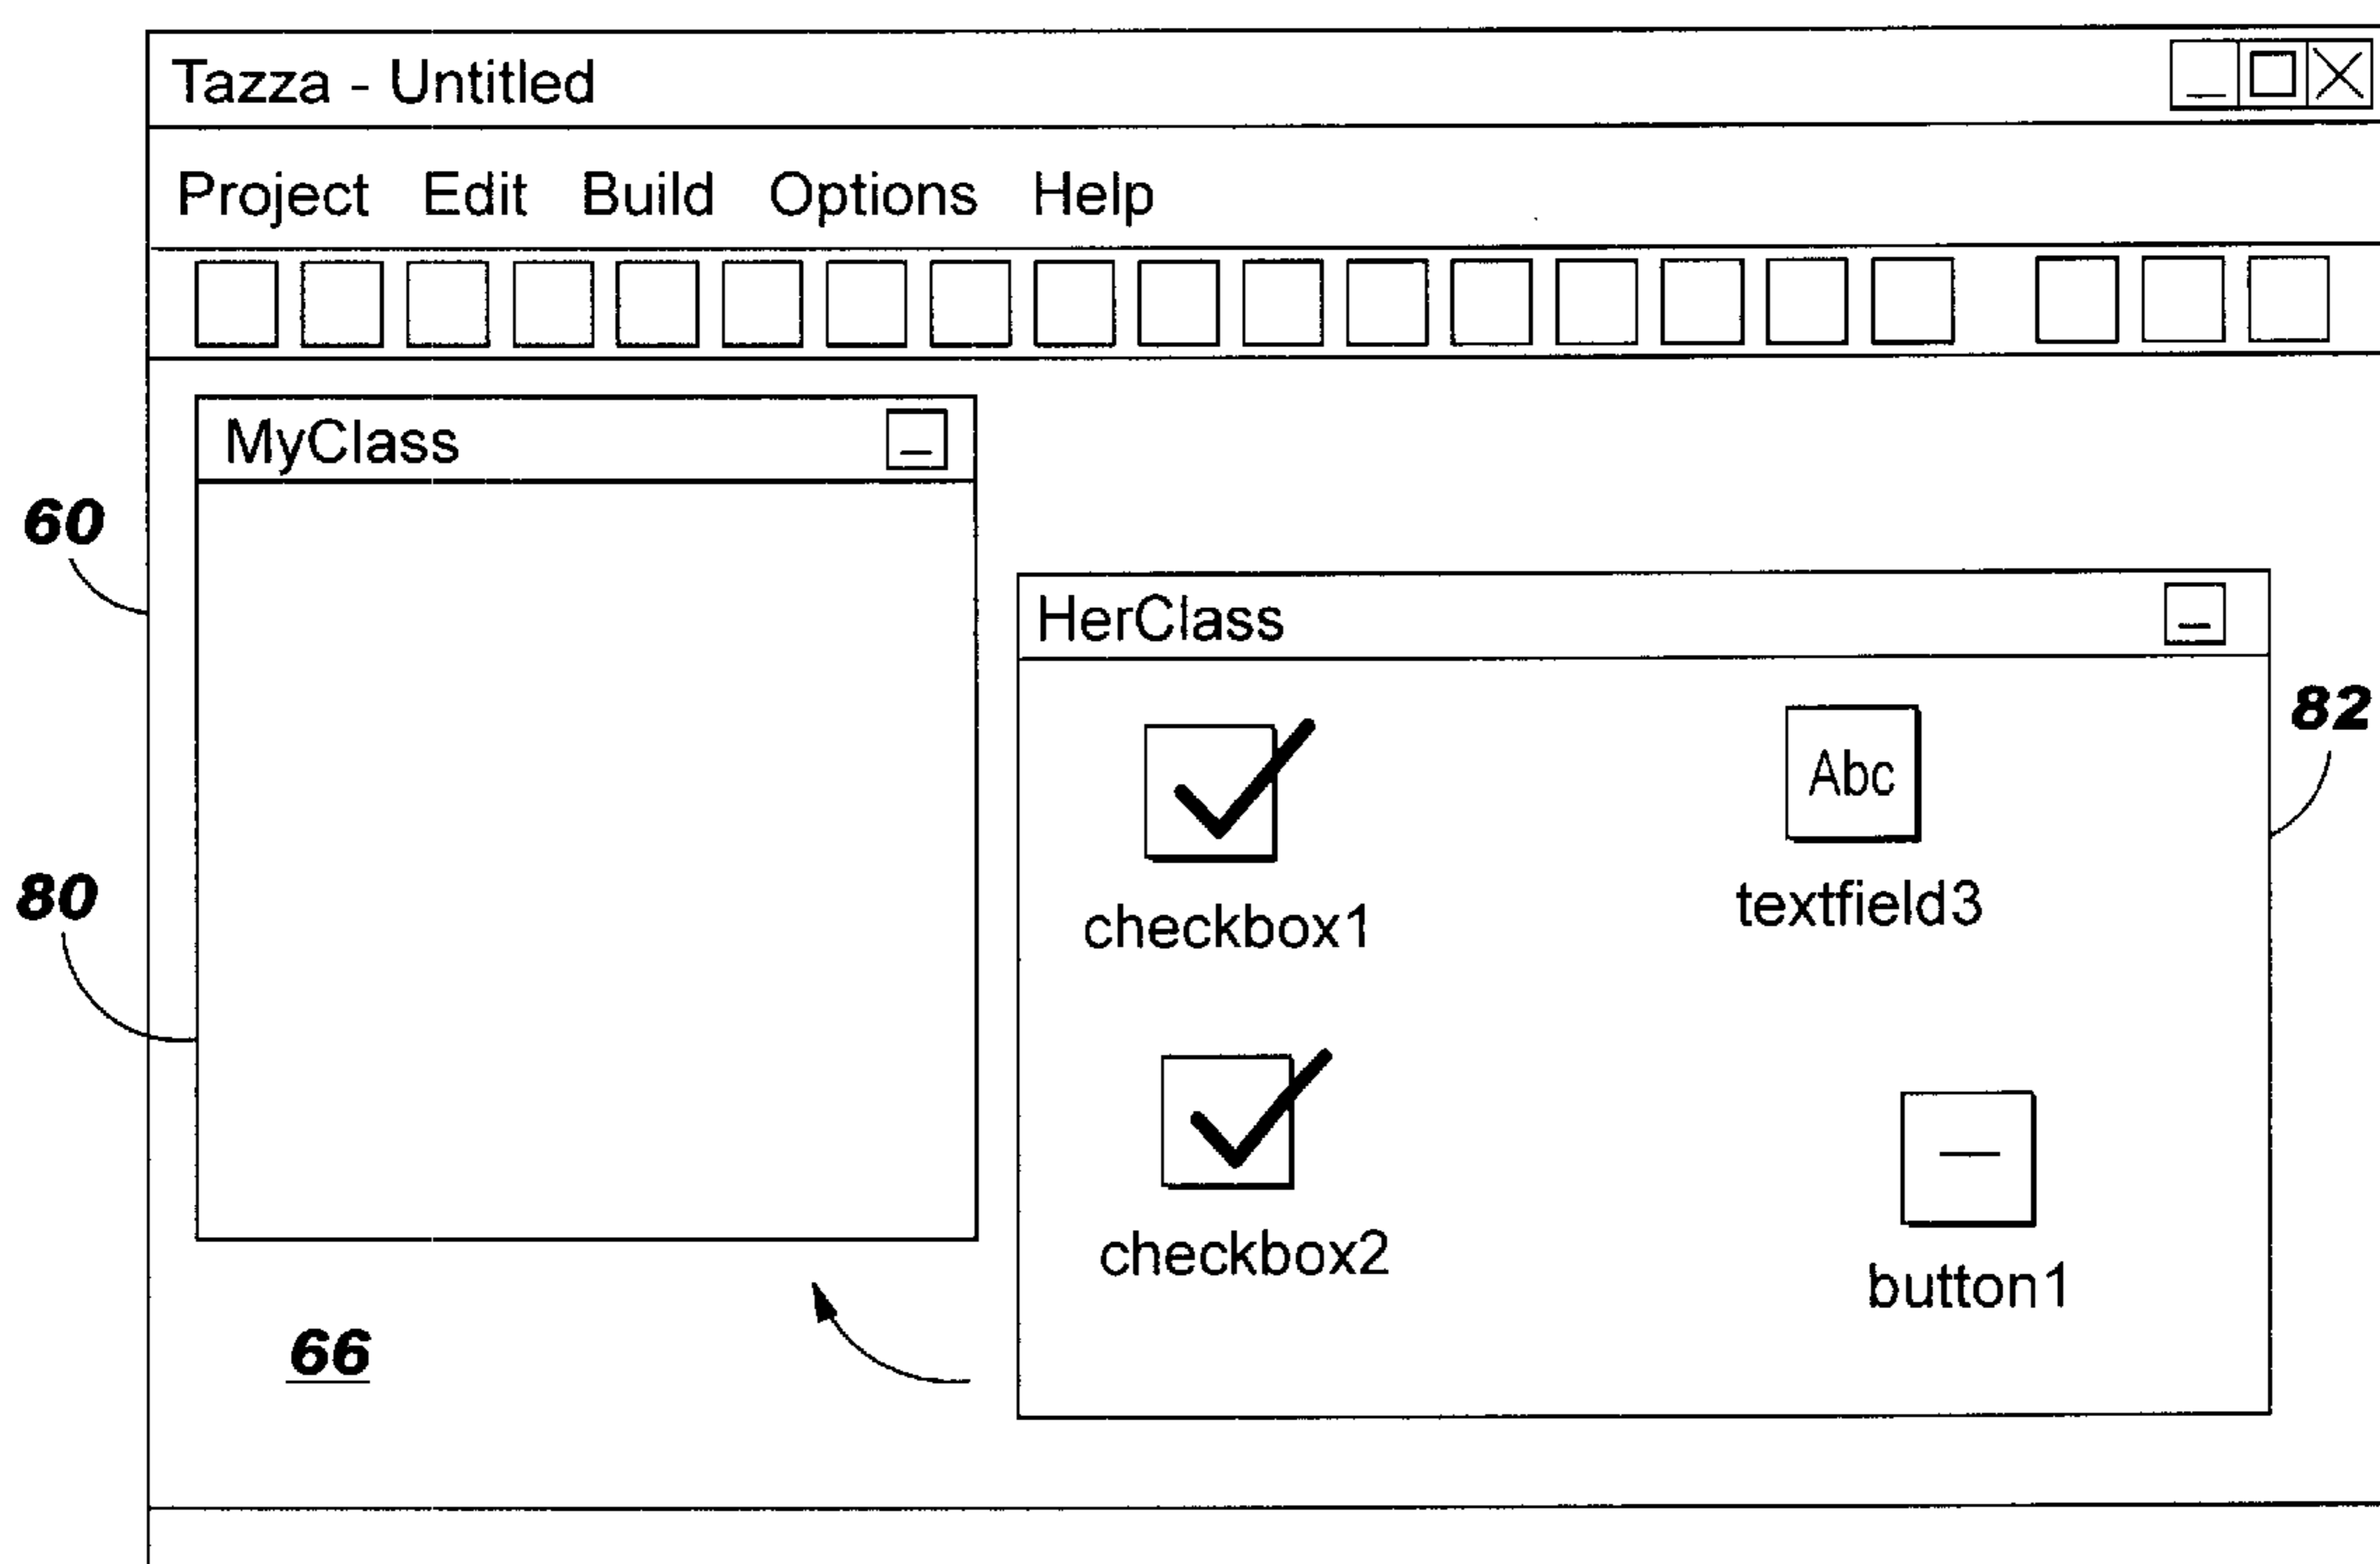 Tazza - Untitled
Project Edit Build Options Help
MyClass
60
HerClass
82
Abc
textfield3
checkbox1
80
checkbox2
button1
66